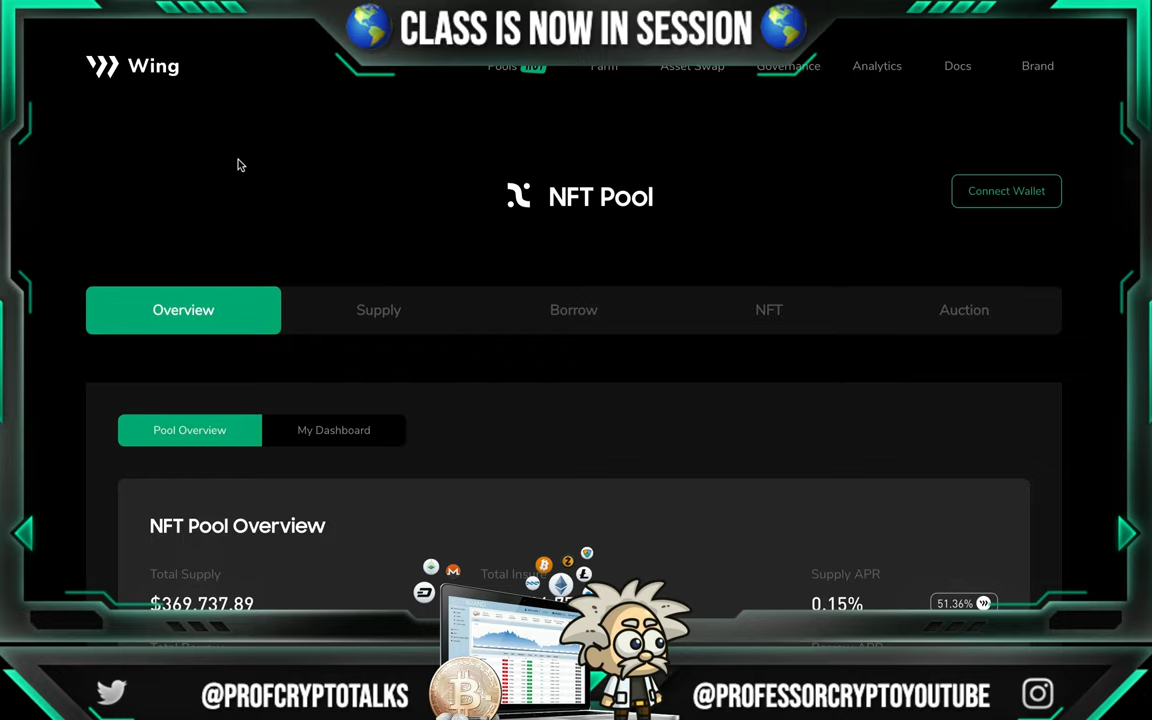 CLASS IS NOW IN SESSION
Wing
Pools Farm Asset Swap Governance Analytics Docs Brand
NFT Pool
Connect Wallet
Overview Supply Borrow NFT Auction
Pool Overview My Dashboard
NFT Pool Overview
Total Supply Supply APR
$369,737.89 0.15% 51.36%
@PROFCRYPTOTALKS @PROFESSORCRYPTOYOUTUBE